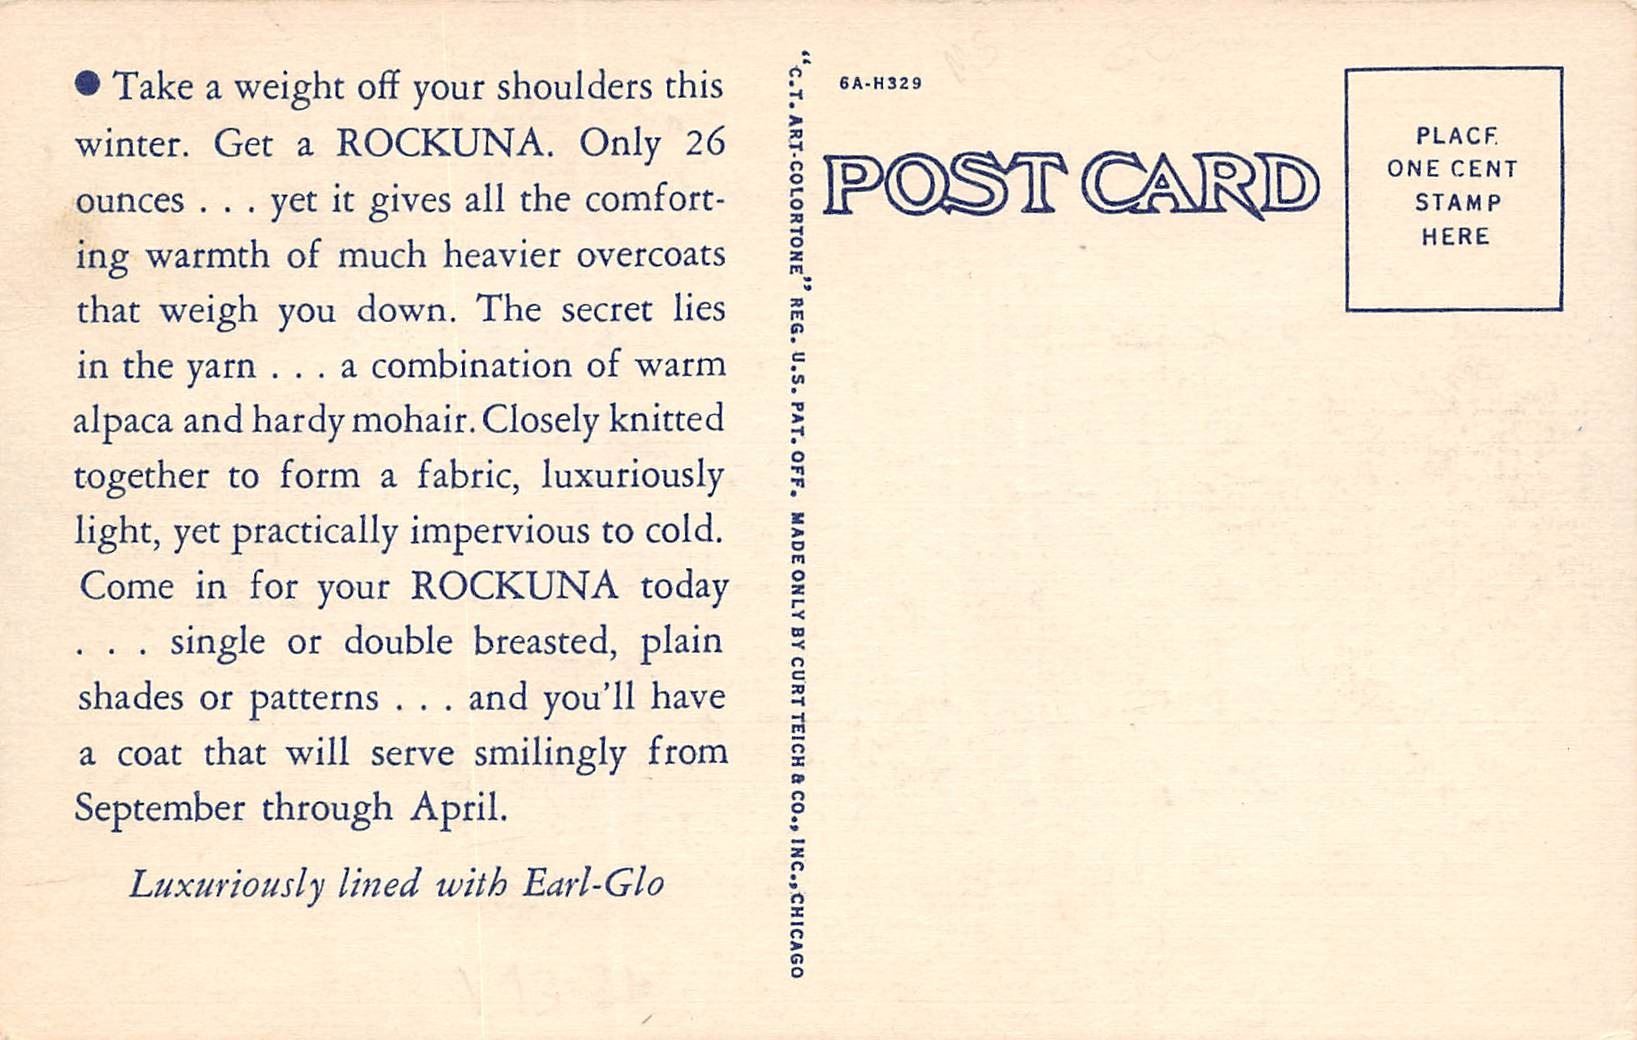 ● Take a weight off your shoulders this
winter. Get a ROCKUNA. Only 26
ounces . . . yet it gives all the comfort-
ing warmth of much heavier overcoats
that weigh you down. The secret lies
in the yarn . . . a combination of warm
alpaca and hardy mohair. Closely knitted
together to form a fabric, luxuriously
light, yet practically impervious to cold.
Come in for your ROCKUNA today
. . . single or double breasted, plain
shades or patterns . . . and you'll have
a coat that will serve smilingly from
September through April.
Luxuriously lined with Earl-Glo
"C.T. ART-COLORTONE" REG. U.S. PAT. OFF. MADE ONLY BY CURT TEICH & CO., INC., CHICAGO
6A-H329
POST CARD
PLACE
ONE CENT
STAMP
HERE